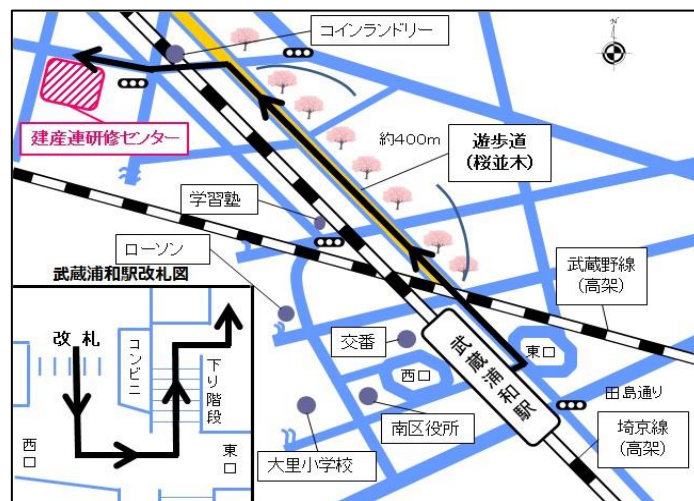 コインランドリー
N
建産連研修センター
約400m
遊歩道
(桜並木)
学習塾
ローソン
武蔵野線
(高架)
武蔵浦和駅改札図
改札
コンビニ
下り階段
西口
東口
交番
武蔵浦和駅
東口
西口
田島通り
南区役所
大里小学校
埼京線
(高架)